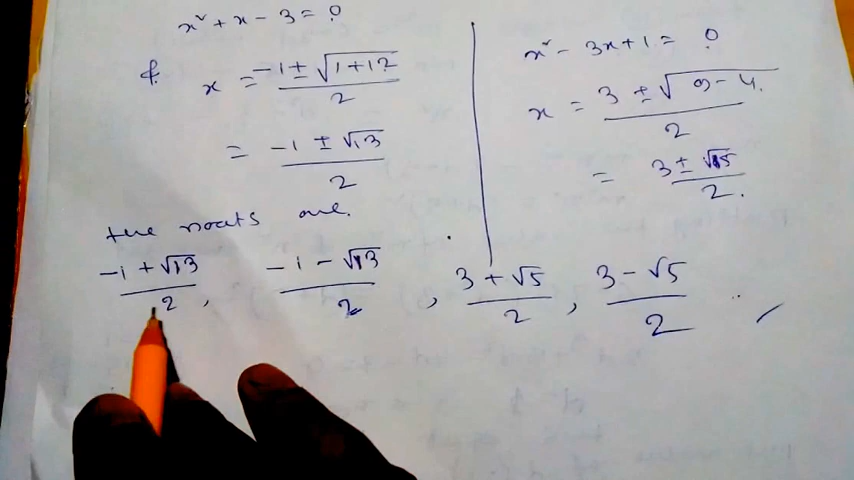 x² + x - 3 = 0
& x = -1 ± √1+12 / 2
= -1 ± √13 / 2
x² - 3x + 1 = 0
x = 3 ± √9-4 / 2
= 3 ± √5 / 2.
the roots are.
-1 + √13 / 2, -1 - √13 / 2, 3 + √5 / 2, 3 - √5 / 2